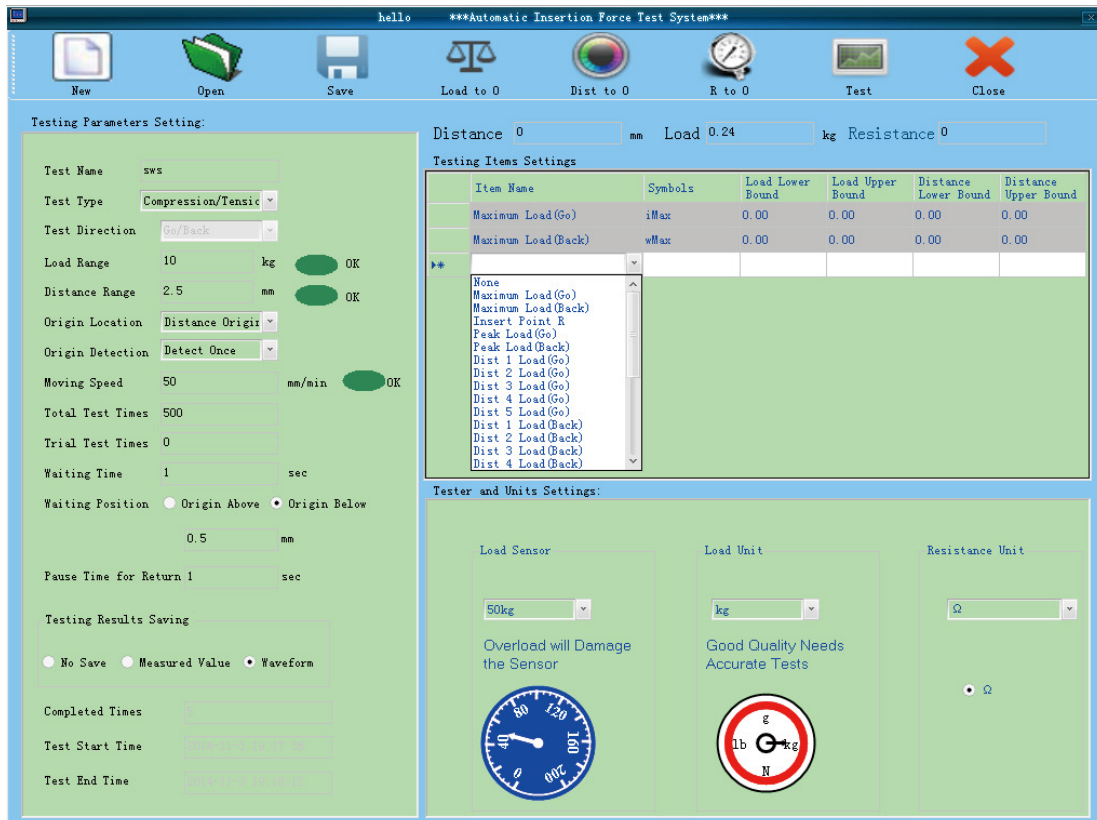 hello ***Automatic Insertion Force Test System***
New Open Save Load to 0 Dist to 0 R to 0 Test Close
Testing Parameters Setting:
Test Name sws
Test Type Compression/Tensic
Test Direction Go/Back
Load Range 10 kg OK
Distance Range 2.5 mm OK
Origin Location Distance Origin
Origin Detection Detect Once
Moving Speed 50 mm/min OK
Total Test Times 500
Trial Test Times 0
Waiting Time 1 sec
Waiting Position Origin Above Origin Below
0.5 mm
Pause Time for Return 1 sec
Testing Results Saving
No Save Measured Value Waveform
Completed Times
Test Start Time
Test End Time
Distance 0 mm Load 0.24 kg Resistance 0
Testing Items Settings
Item Name Symbols Load Lower Bound Load Upper Bound Distance Lower Bound Distance Upper Bound
Maximum Load(Go) iMax 0.00 0.00 0.00 0.00
Maximum Load(Back) wMax 0.00 0.00 0.00 0.00
None
Maximum Load(Go)
Maximum Load(Back)
Insert Point R
Peak Load(Go)
Peak Load(Back)
Dist 1 Load(Go)
Dist 2 Load(Go)
Dist 3 Load(Go)
Dist 4 Load(Go)
Dist 5 Load(Go)
Dist 1 Load(Back)
Dist 2 Load(Back)
Dist 3 Load(Back)
Dist 4 Load(Back)
Tester and Units Settings:
Load Sensor
50kg
Overload will Damage
the Sensor
0 40 80 120 160 200
Load Unit
kg
Good Quality Needs
Accurate Tests
g
lb kg
N
Resistance Unit
Ω
Ω